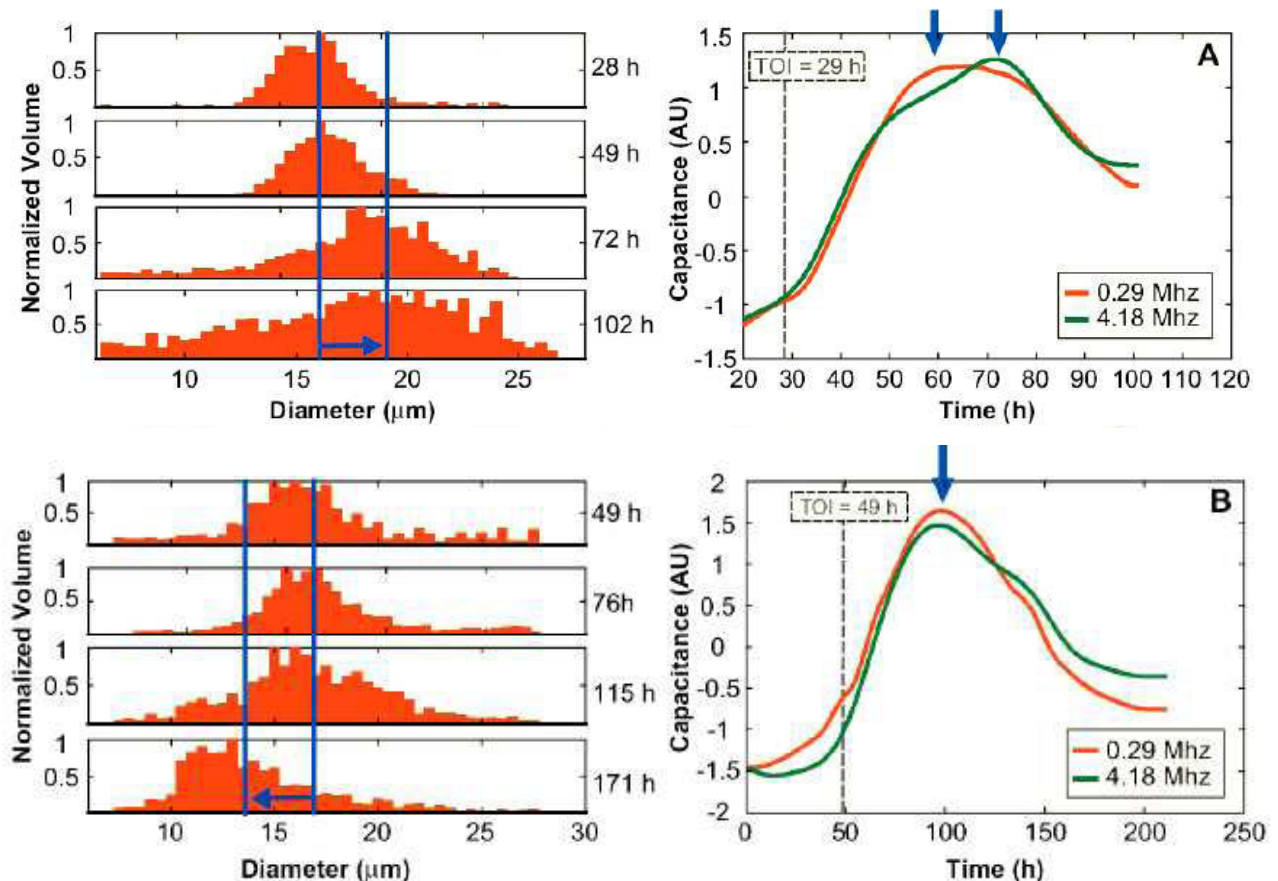 Normalized Volume
1
0.5
28 h
1
0.5
49 h
1
0.5
72 h
1
0.5
102 h
10 15 20 25
Diameter (μm)
A
TOI = 29 h
Capacitance (AU)
1.5
1
0.5
0
-0.5
-1
-1.5
0.29 Mhz
4.18 Mhz
20 30 40 50 60 70 80 90 100 110 120
Time (h)
Normalized Volume
1
0.5
49 h
1
0.5
76h
1
0.5
115 h
1
0.5
171 h
10 15 20 25 30
Diameter (μm)
B
TOI = 49 h
Capacitance (AU)
2
1.5
1
0.5
0
-0.5
-1
-1.5
-2
0.29 Mhz
4.18 Mhz
0 50 100 150 200 250
Time (h)